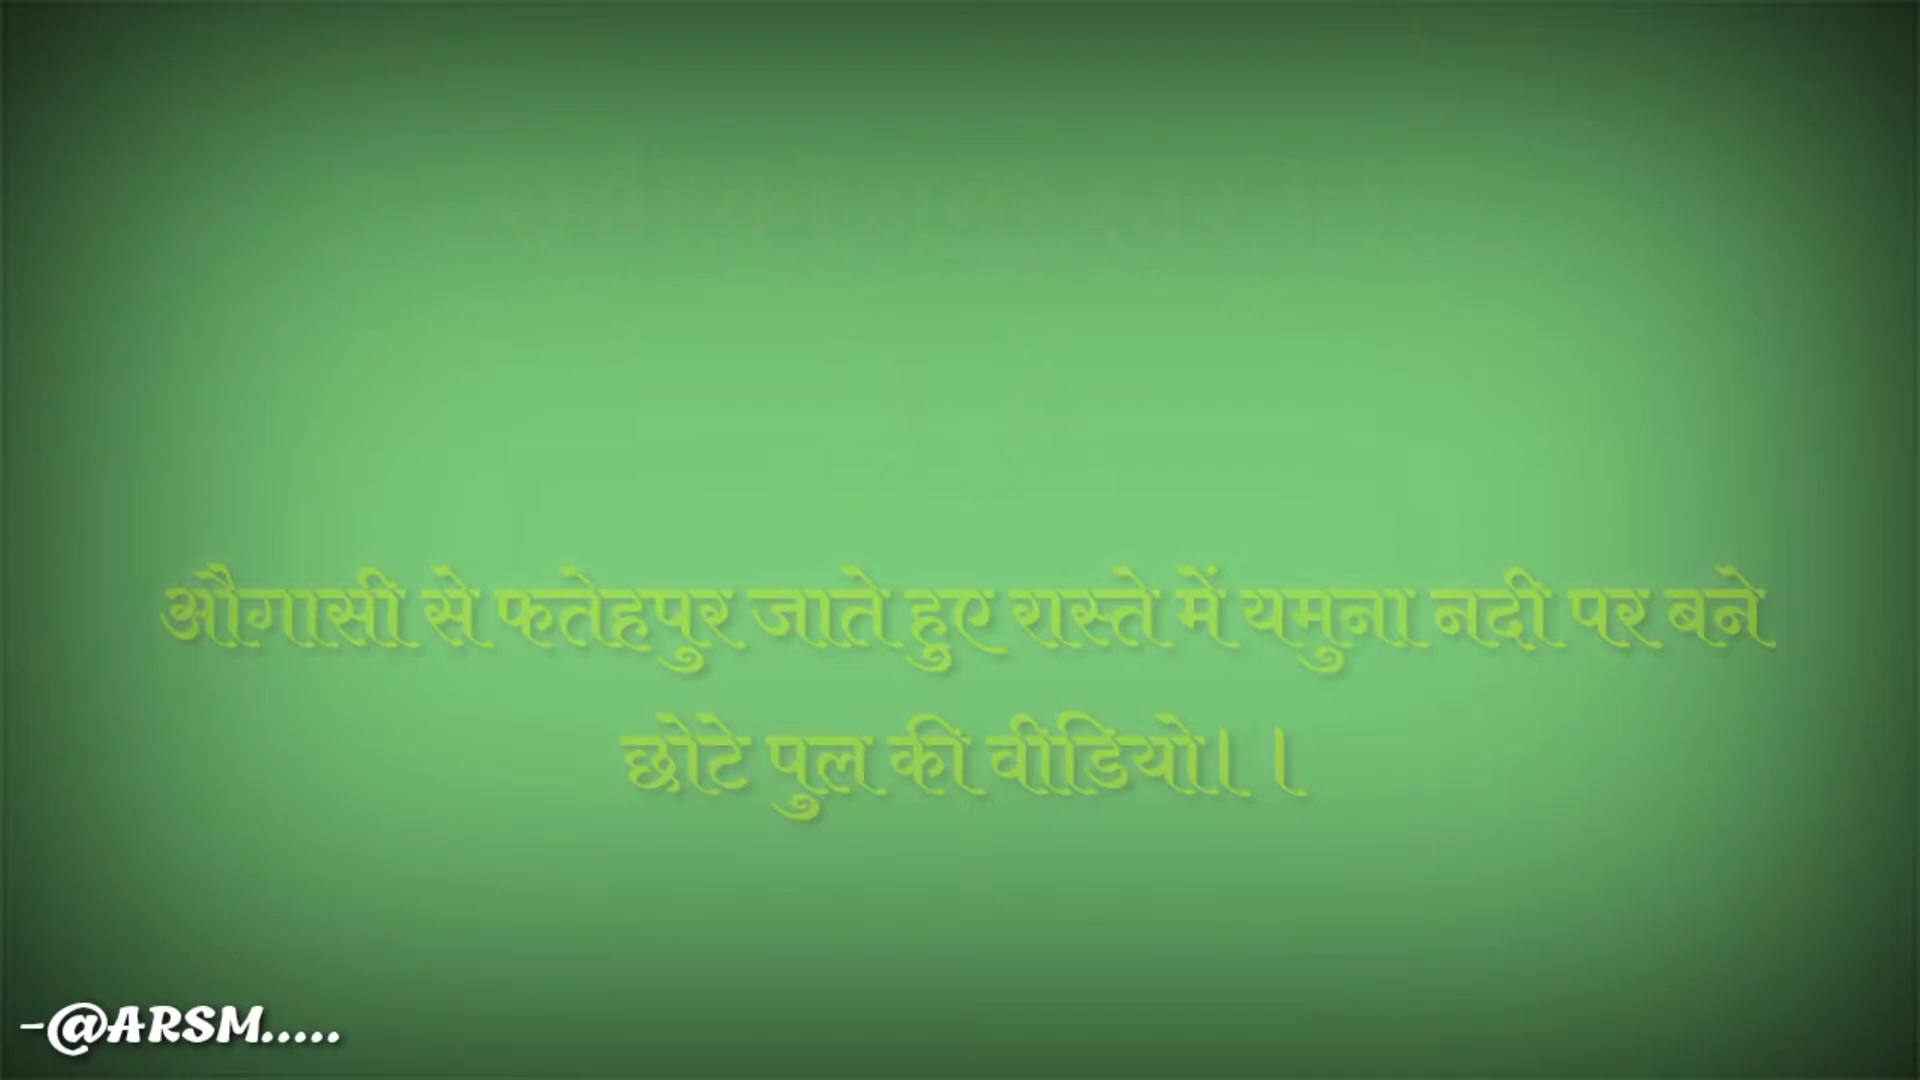 औगासी से फतेहपुर जाते हुए रास्ते में यमुना नदी पर बने
छोटे पुल की वीडियो। ।
-@ARSM.....